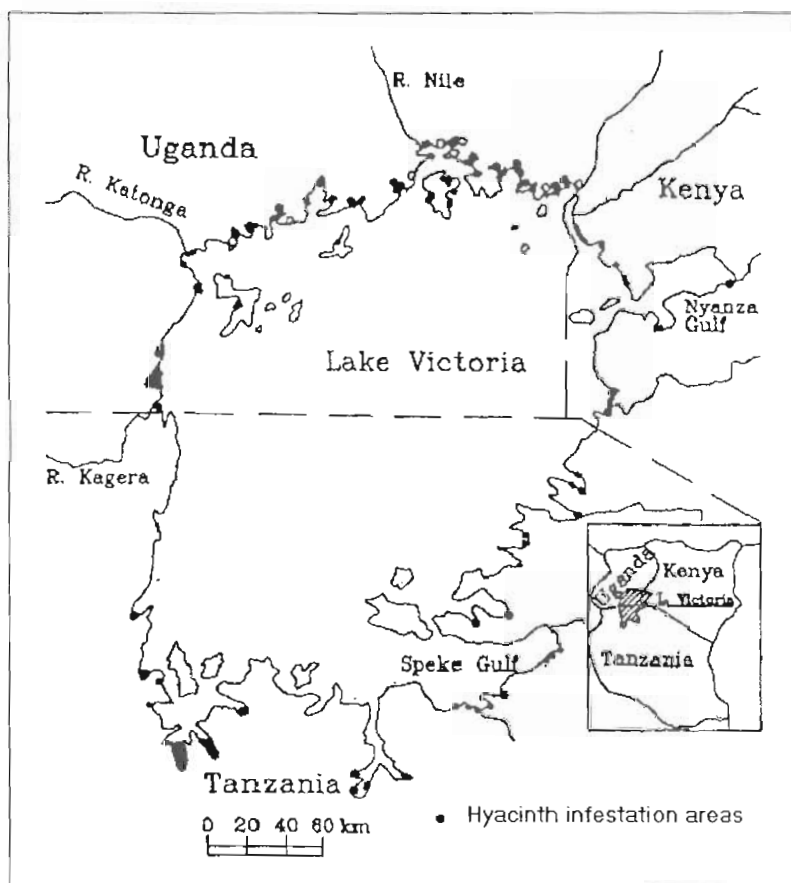 R. Nile
Uganda
R. Katonga
Kenya
Nyanza
Gulf
Lake Victoria
R. Kagera
Uganda
Kenya
L. Victoria
Tanzania
Speke Gulf
Tanzania
0 20 40 60 km
Hyacinth infestation areas